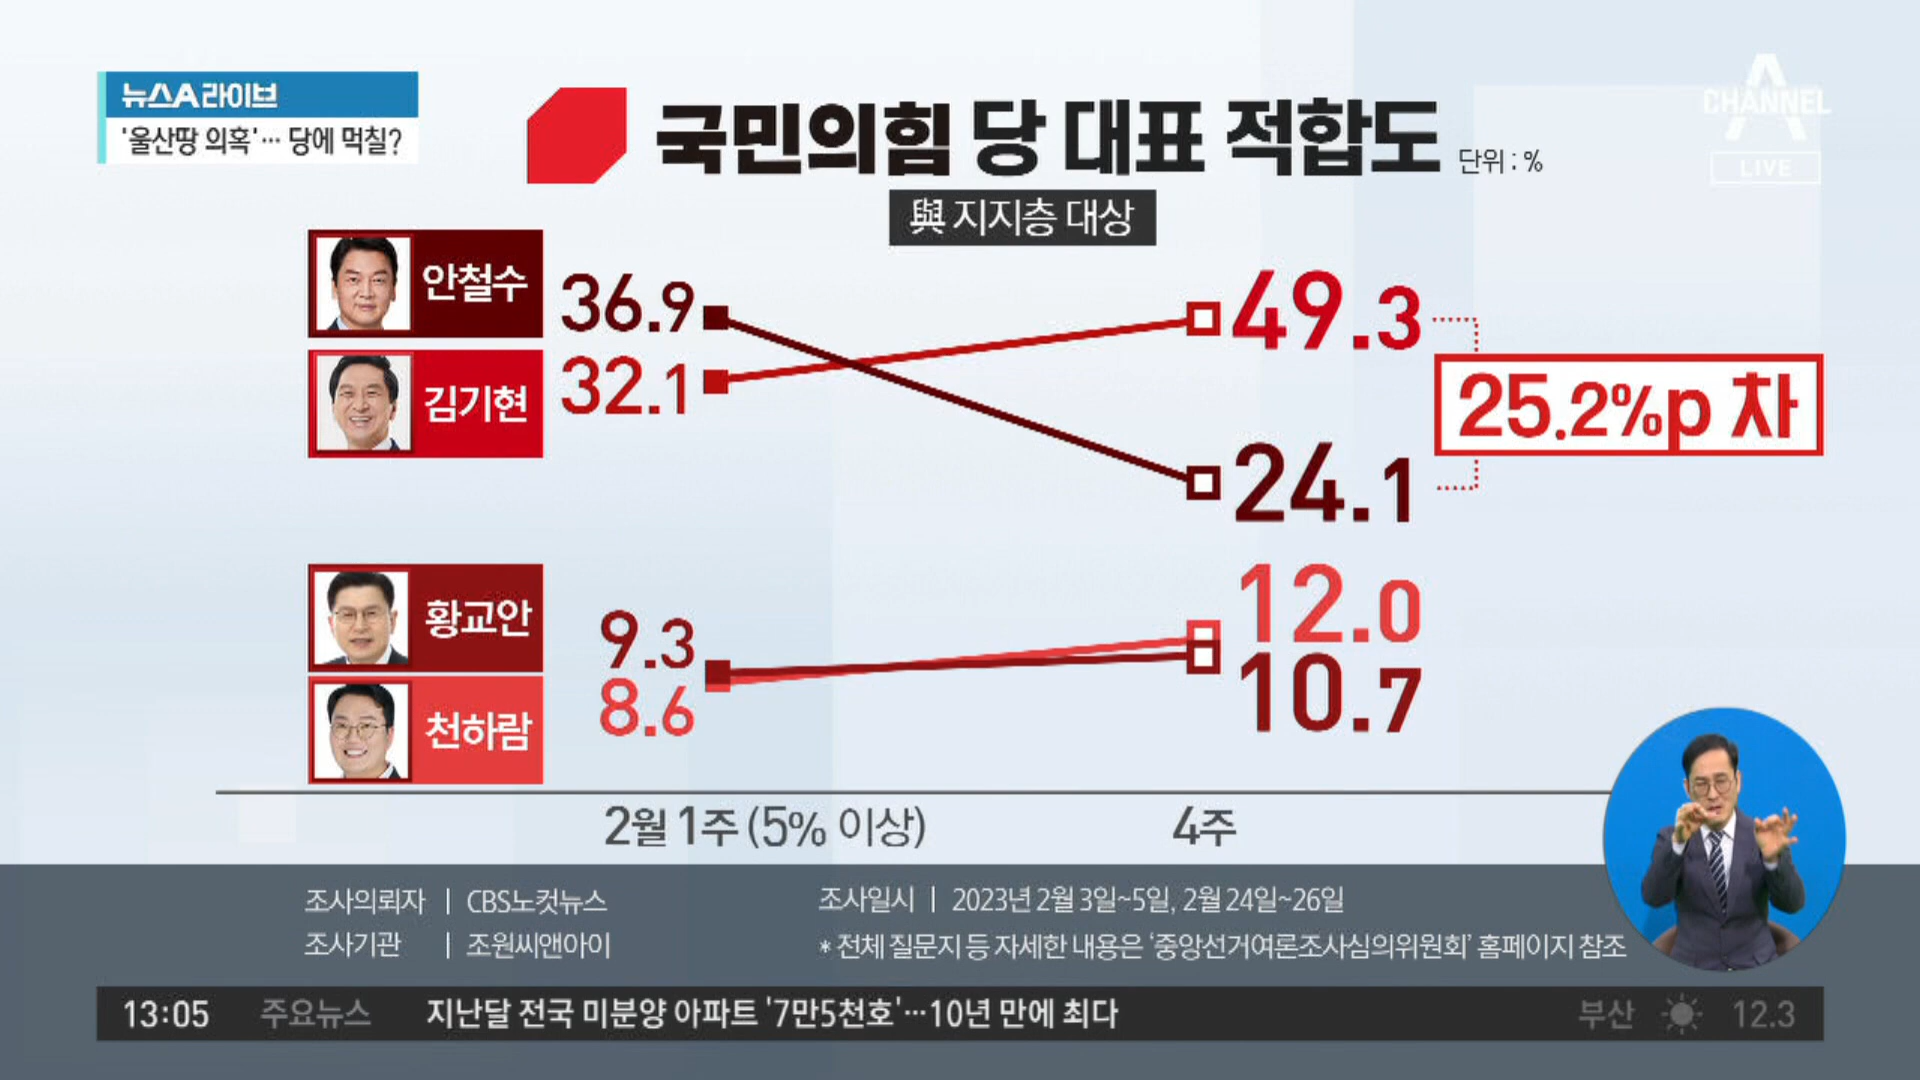 뉴스A라이브
'울산땅 의혹'… 당에 먹칠?
CHANNEL A
LIVE
국민의힘 당 대표 적합도 단위 : %
與 지지층 대상
안철수 36.9
김기현 32.1
49.3
25.2%p 차
24.1
황교안 9.3
천하람 8.6
12.0
10.7
2월 1주 (5% 이상) 4주
조사의뢰자 | CBS노컷뉴스
조사기관 | 조원씨앤아이
조사일시 | 2023년 2월 3일~5일, 2월 24일~26일
* 전체 질문지 등 자세한 내용은 '중앙선거여론조사심의위원회' 홈페이지 참조
13:05 주요뉴스 지난달 전국 미분양 아파트 '7만5천호'…10년 만에 최다 부산 12.3